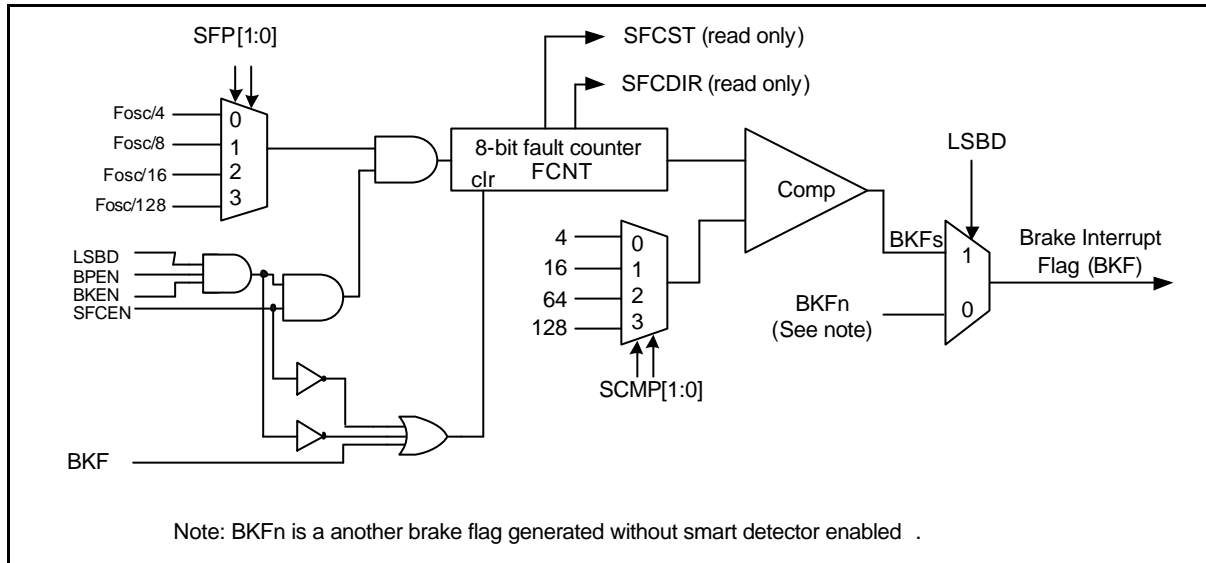 SFP[1:0]
SFCST (read only)
SFCDIR (read only)
Fosc/4
Fosc/8
Fosc/16
Fosc/128
0
1
2
3
8-bit fault counter
FCNT
clr
LSBD
BPEN
BKEN
SFCEN
BKF
4
16
64
128
0
1
2
3
SCMP[1:0]
Comp
LSBD
BKFs
1
0
BKFn
(See note)
Brake Interrupt
Flag (BKF)
Note: BKFn is a another brake flag generated without smart detector enabled .